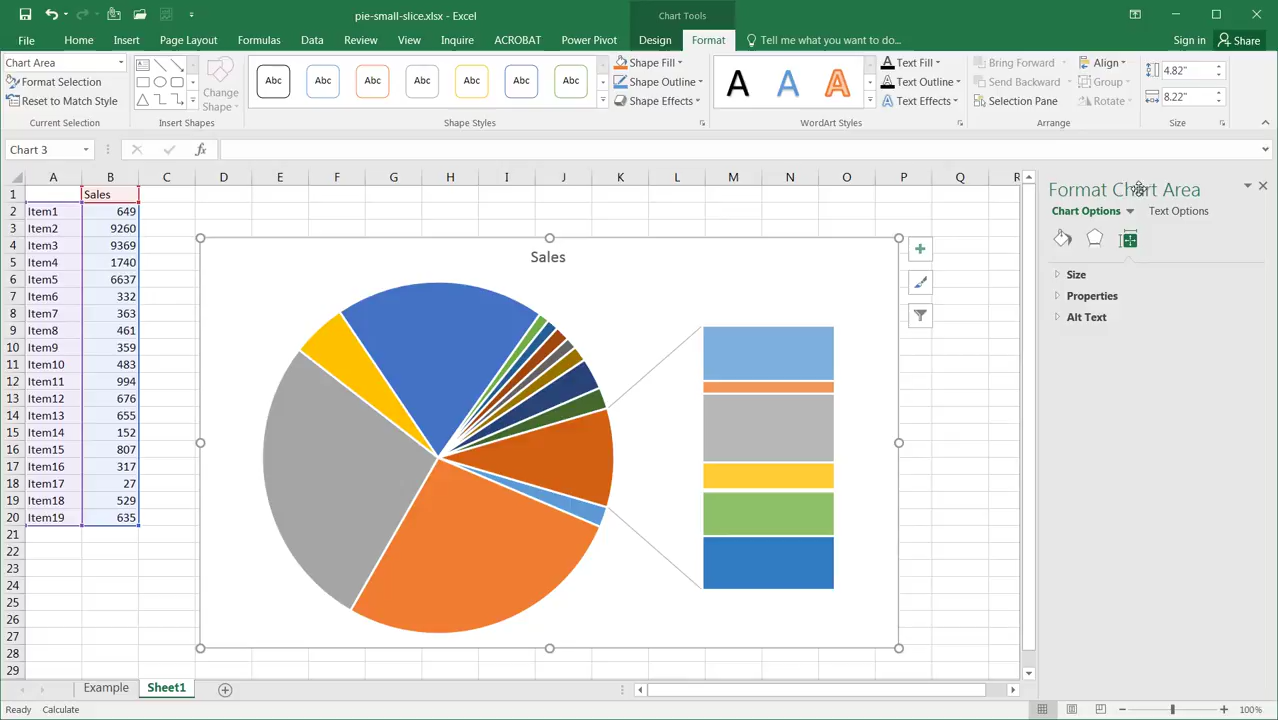 pie-small-slice.xlsx - Excel
Chart Tools
File Home Insert Page Layout Formulas Data Review View Inquire ACROBAT Power Pivot Design Format Tell me what you want to do... Sign in Share
Chart Area
Format Selection
Reset to Match Style
Current Selection
Change Shape
Insert Shapes
Abc Abc Abc Abc Abc Abc Abc
Shape Fill
Shape Outline
Shape Effects
Shape Styles
A A A
Text Fill
Text Outline
Text Effects
WordArt Styles
Bring Forward
Send Backward
Selection Pane
Align
Group
Rotate
Arrange
4.82"
8.22"
Size
Chart 3
fx
A B C D E F G H I J K L M N O P Q R
1 Sales
2 Item1 649
3 Item2 9260
4 Item3 9369
5 Item4 1740
6 Item5 6637
7 Item6 332
8 Item7 363
9 Item8 461
10 Item9 359
11 Item10 483
12 Item11 994
13 Item12 676
14 Item13 655
15 Item14 152
16 Item15 807
17 Item16 317
18 Item17 27
19 Item18 529
20 Item19 635
21
22
23
24
25
26
27
28
29
Sales
Format Chart Area
Chart Options Text Options
Size
Properties
Alt Text
Example Sheet1
Ready Calculate 100%